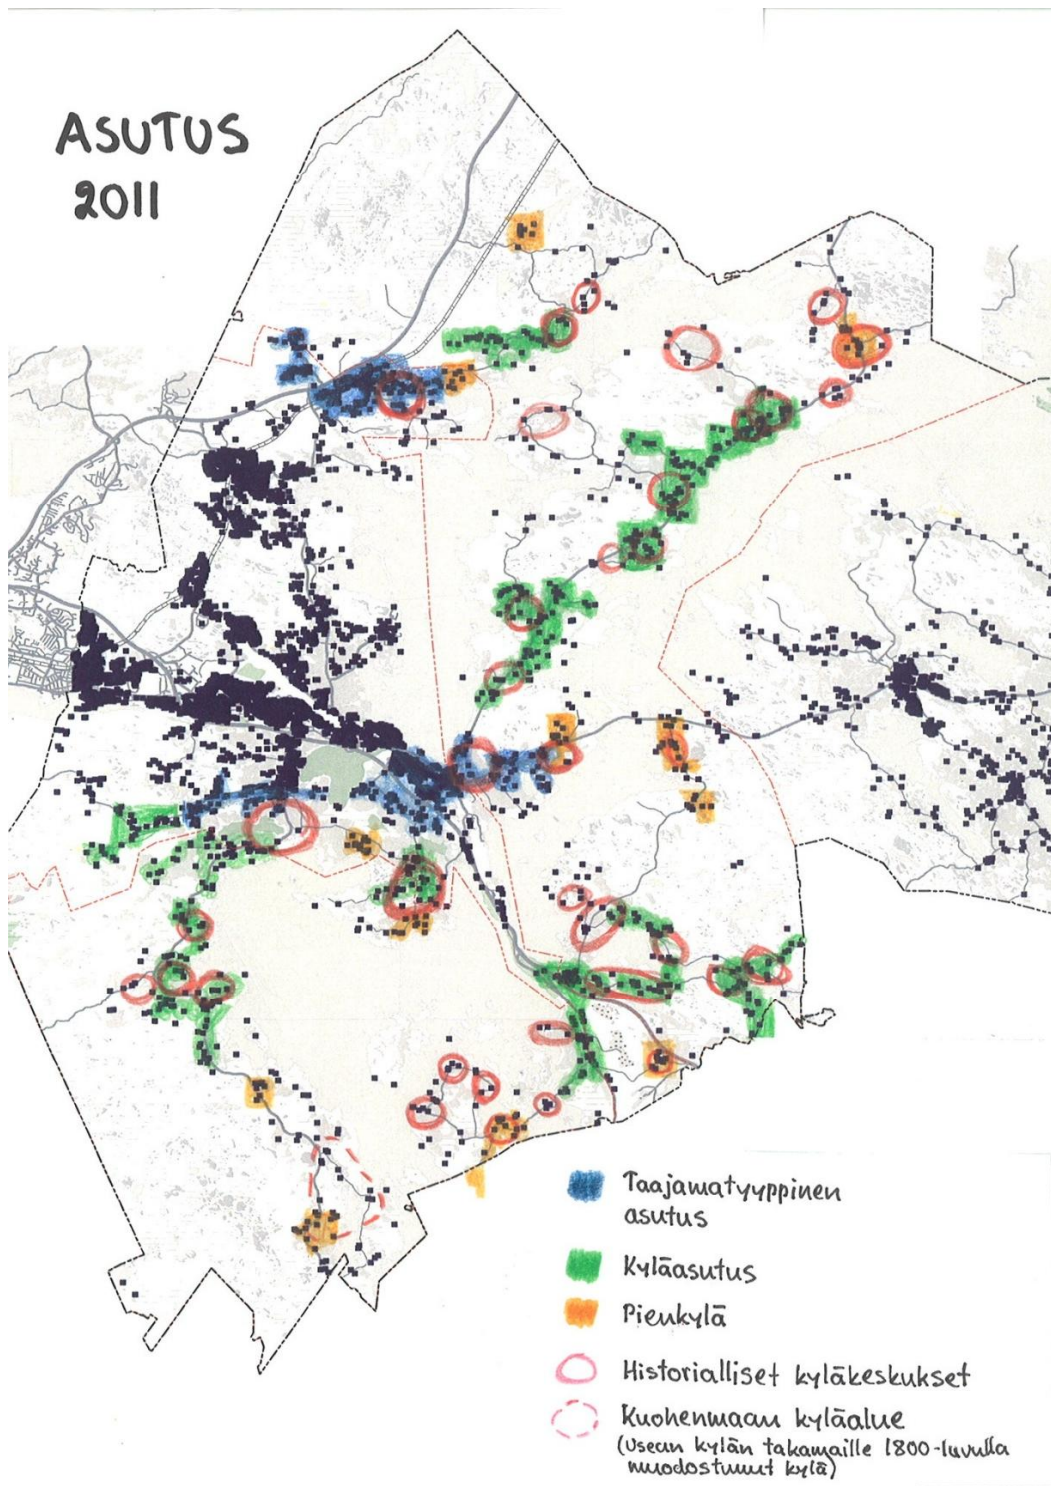 ASUTUS
2011
Taajamatyyppinen
asutus
Kyläasutus
Pienkylä
Historialliset kyläkeskukset
Kuohenmaan kyläalue
(Usean kylän takamaille 1800-luvulla
muodostunut kylä)